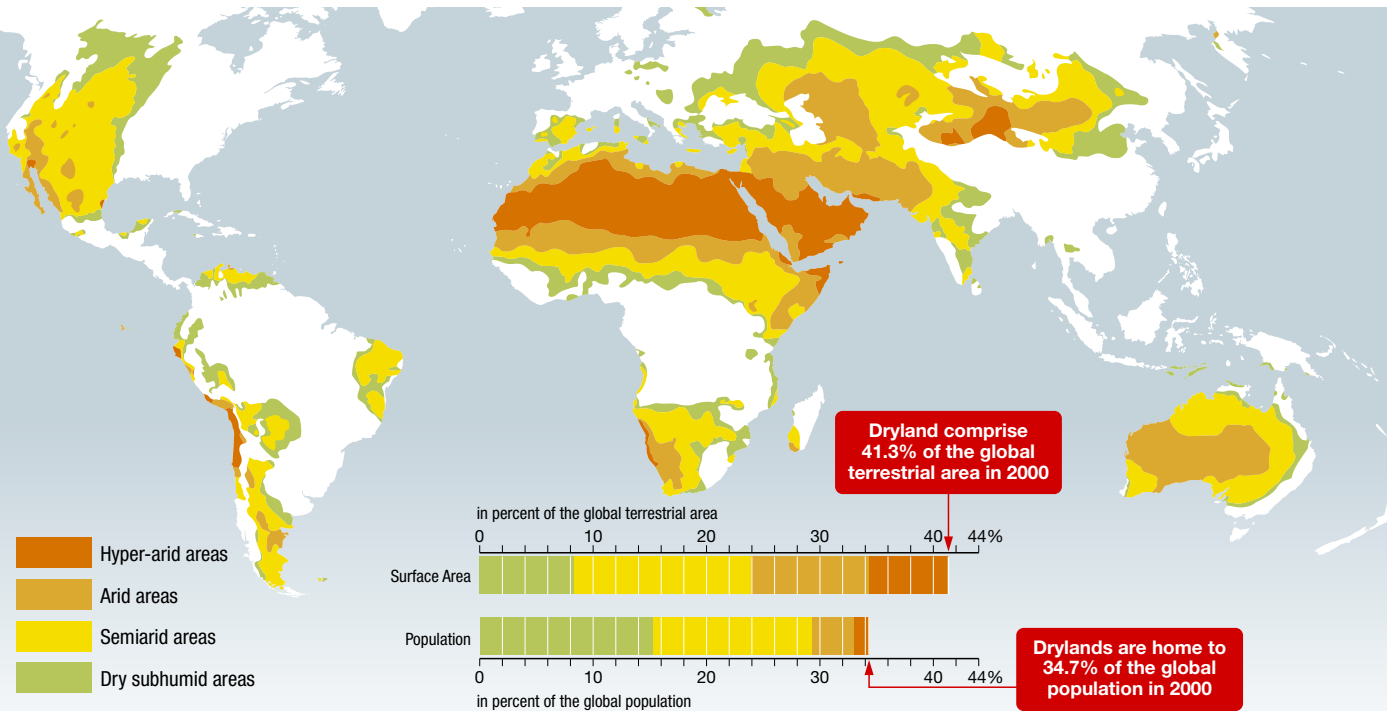 Dryland comprise
41.3% of the global
terrestrial area in 2000
in percent of the global terrestrial area
0 10 20 30 40 44%
Surface Area
Population
0 10 20 30 40 44%
in percent of the global population
Drylands are home to
34.7% of the global
population in 2000
Hyper-arid areas
Arid areas
Semiarid areas
Dry subhumid areas